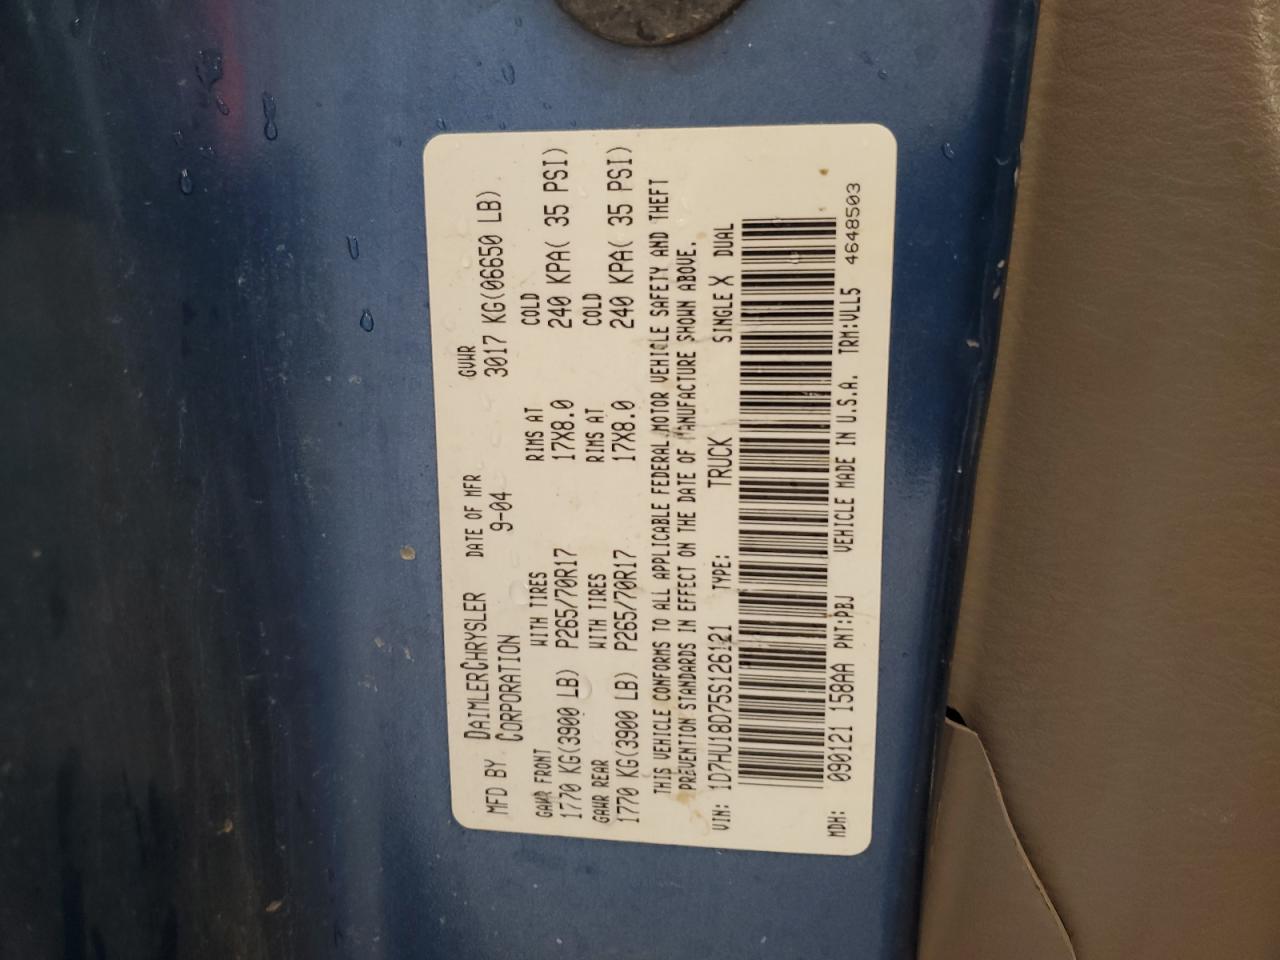 MFD BY DAIMLERCHRYSLER CORPORATION DATE OF MFR 9-04 GVWR 3017 KG(06650 LB)
GAWR FRONT WITH TIRES RIMS AT COLD
1770 KG(3900 LB) P265/70R17 17X8.0 240 KPA( 35 PSI)
GAWR REAR WITH TIRES RIMS AT COLD
1770 KG(3900 LB) P265/70R17 17X8.0 240 KPA( 35 PSI)
THIS VEHICLE CONFORMS TO ALL APPLICABLE FEDERAL MOTOR VEHICLE SAFETY AND THEFT
PREVENTION STANDARDS IN EFFECT ON THE DATE OF MANUFACTURE SHOWN ABOVE.
VIN: 1D7HU18D75S126121 TYPE: TRUCK SINGLE X DUAL
MDH: 090121 158AA PNT:PBJ VEHICLE MADE IN U.S.A. TRM:VLL5 4648503